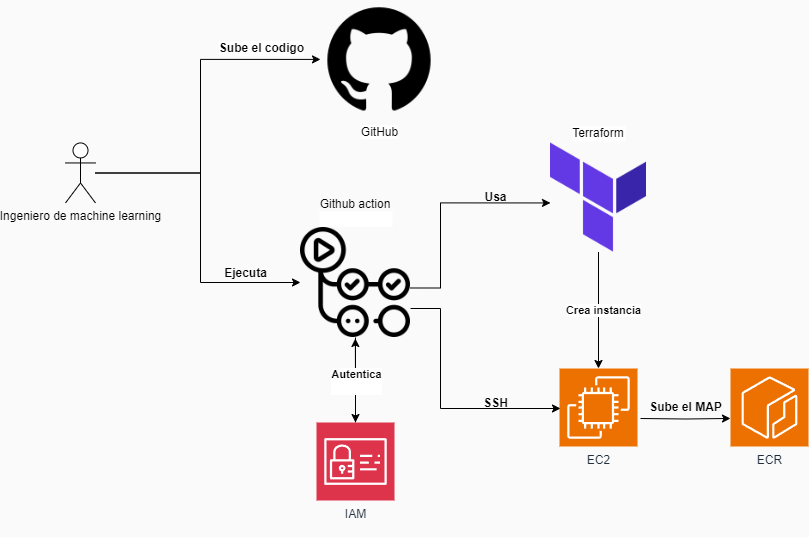 Sube el codigo
GitHub
Terraform
Ingeniero de machine learning
Github action
Usa
Ejecuta
Crea instancia
Autentica
SSH
Sube el MAP
EC2
ECR
IAM